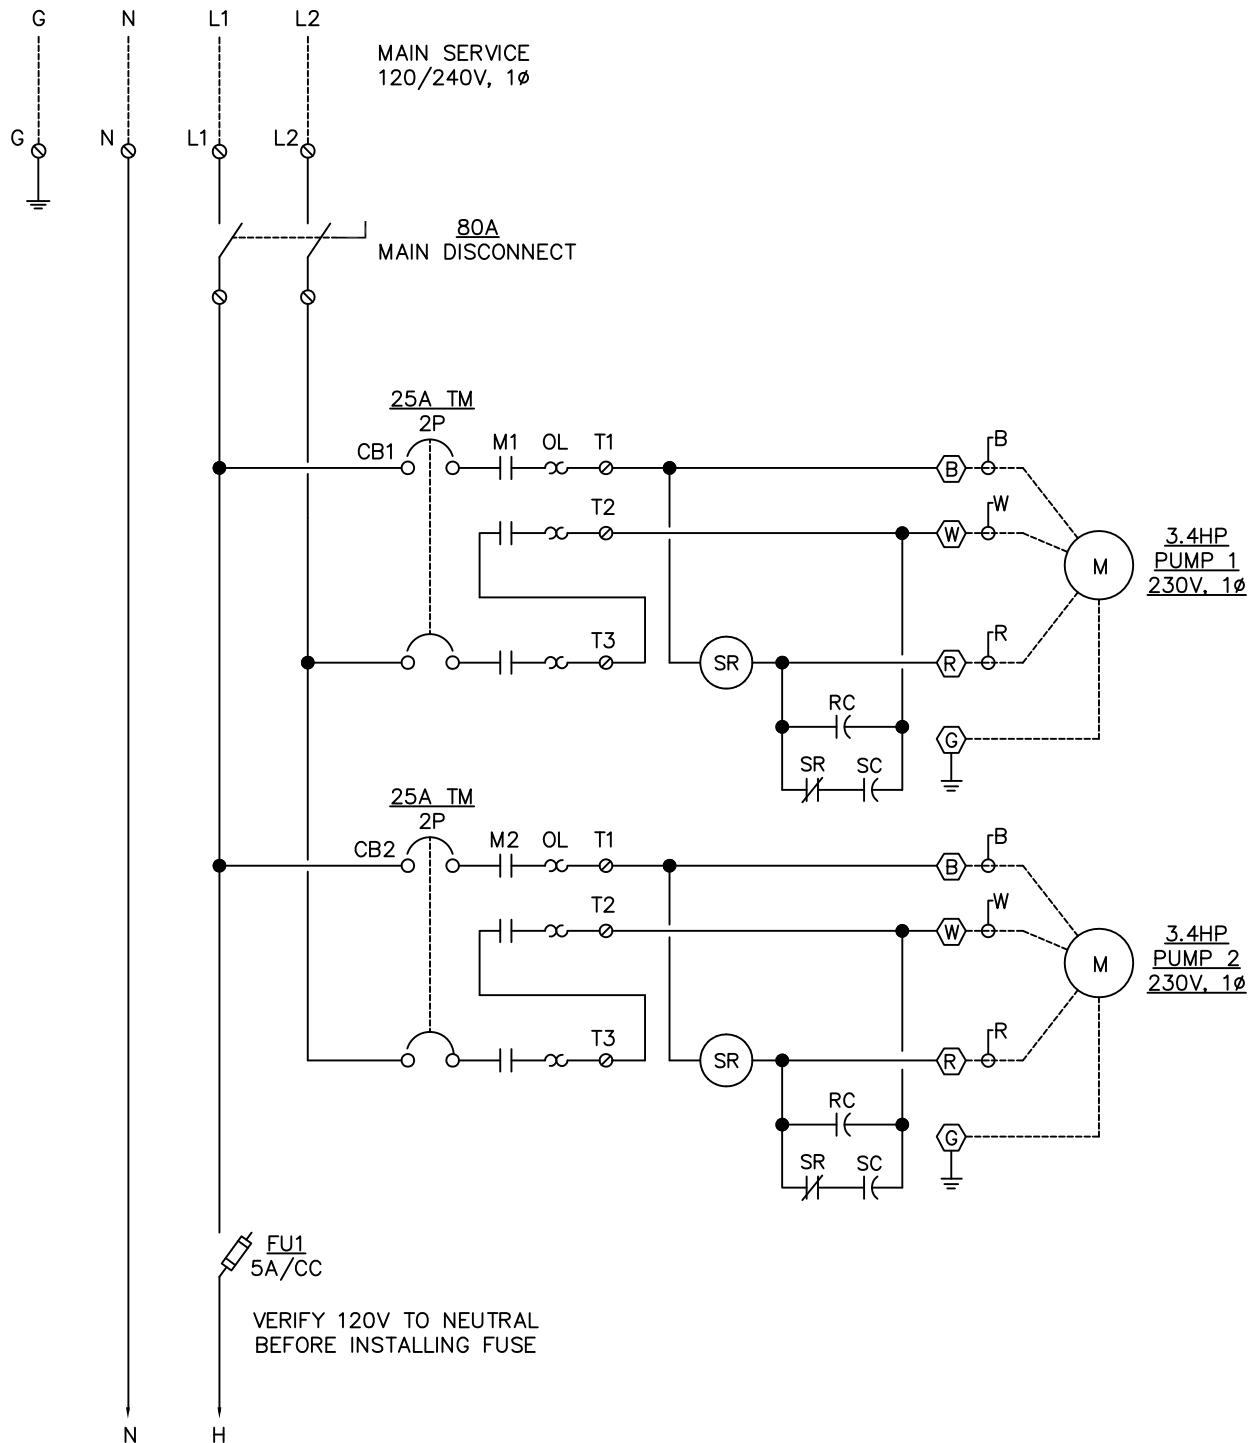 G N L1 L2
MAIN SERVICE
120/240V, 1ø
G N L1 L2
80A
MAIN DISCONNECT
25A TM
2P
CB1 M1 OL T1 B
B
T2 W
W
3.4HP
PUMP 1
230V, 1ø
M
T3 R
SR R
RC
G
SR SC
25A TM
2P
CB2 M2 OL T1 B
B
T2 W
W
3.4HP
PUMP 2
230V, 1ø
M
T3 R
SR R
RC
G
SR SC
FU1
5A/CC
VERIFY 120V TO NEUTRAL
BEFORE INSTALLING FUSE
N H